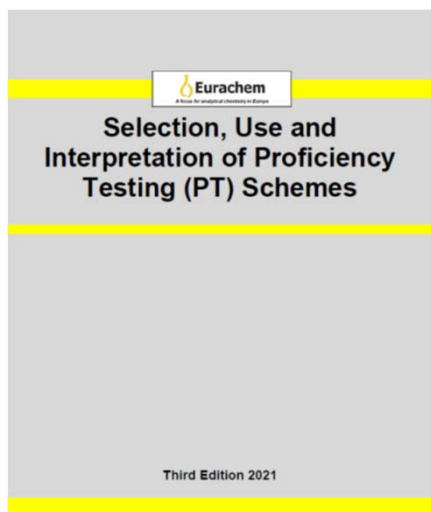 Eurachem
A focus for analytical chemistry in Europe
Selection, Use and
Interpretation of Proficiency
Testing (PT) Schemes
Third Edition 2021